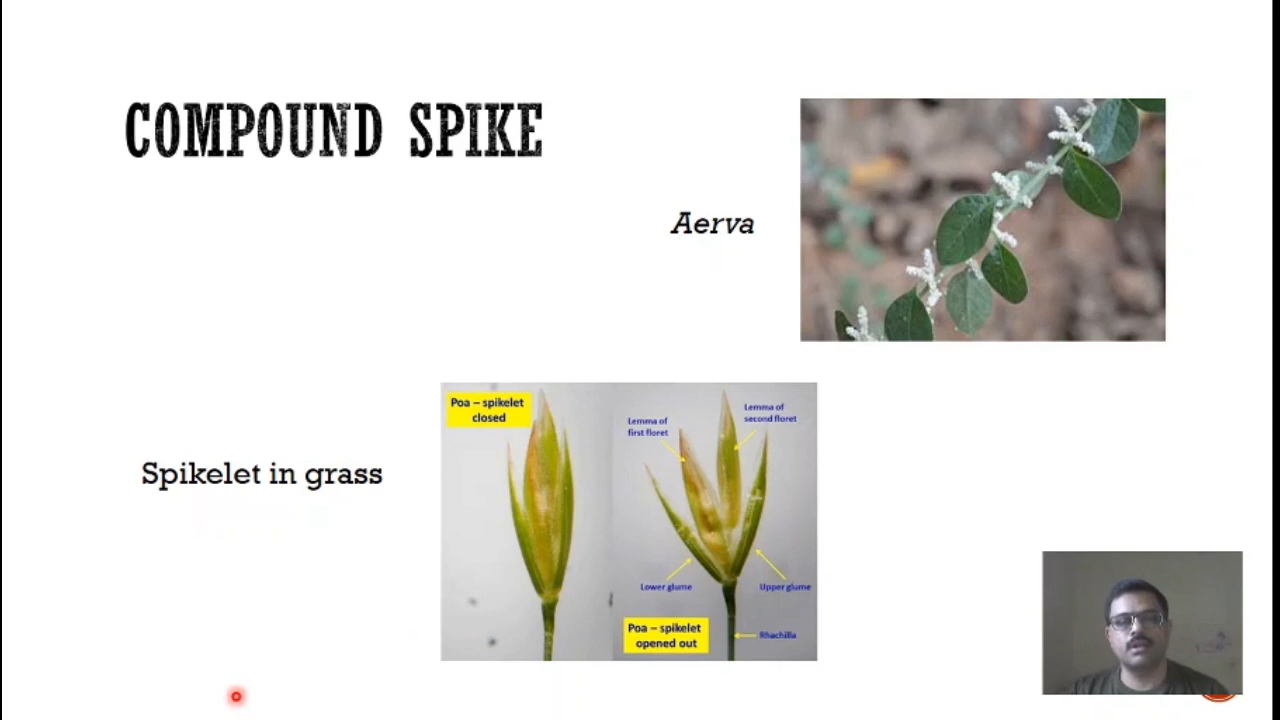 COMPOUND SPIKE
Aerva
Spikelet in grass
Poa – spikelet
closed
Lemma of
first floret
Lemma of
second floret
Lower glume
Upper glume
Poa – spikelet
opened out
Rhachilla